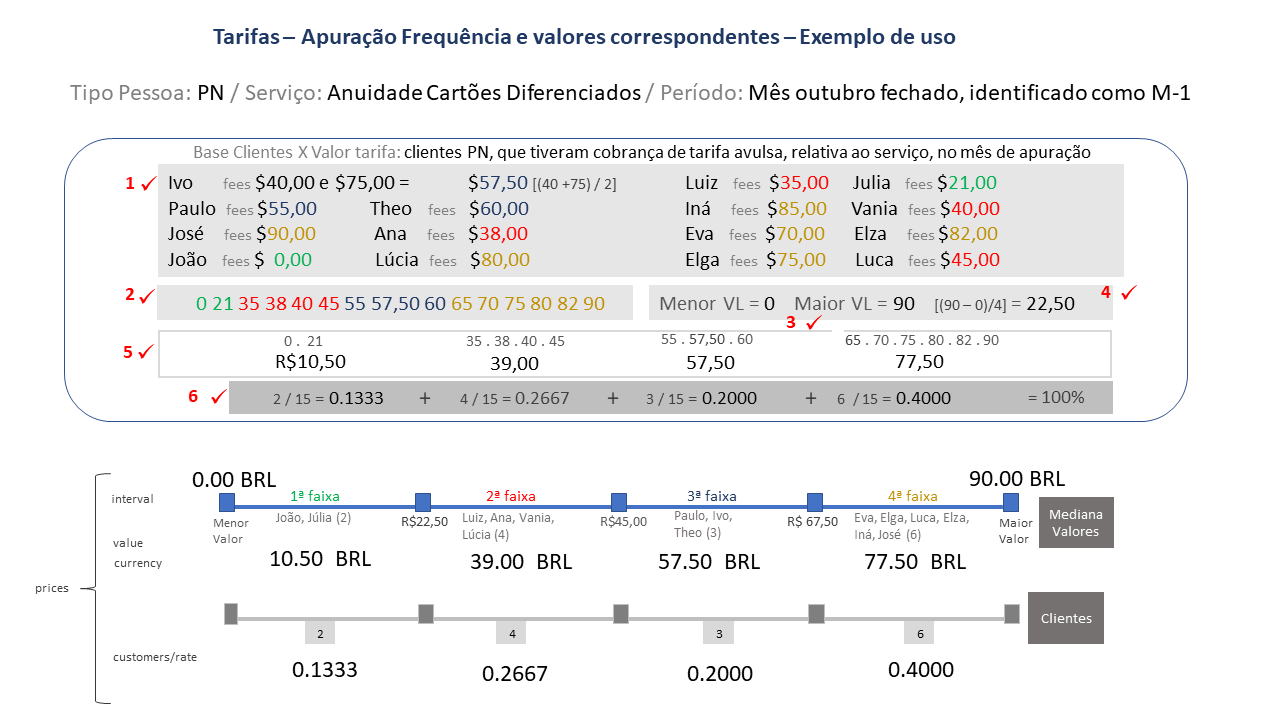 Tarifas – Apuração Frequência e valores correspondentes – Exemplo de uso
Tipo Pessoa: PN / Serviço: Anuidade Cartões Diferenciados / Período: Mês outubro fechado, identificado como M-1
Base Clientes X Valor tarifa: clientes PN, que tiveram cobrança de tarifa avulsa, relativa ao serviço, no mês de apuração
1 ✓ Ivo fees $40,00 e $75,00 = $57,50 [(40 +75) / 2] Luiz fees $35,00 Julia fees $21,00
Paulo fees $55,00 Theo fees $60,00 Iná fees $85,00 Vania fees $40,00
José fees $90,00 Ana fees $38,00 Eva fees $70,00 Elza fees $82,00
João fees $ 0,00 Lúcia fees $80,00 Elga fees $75,00 Luca fees $45,00
2 ✓ 0 21 35 38 40 45 55 57,50 60 65 70 75 80 82 90 Menor VL = 0 Maior VL = 90 [(90 – 0)/4] = 22,50 4 ✓
3 ✓
5 ✓ 0 . 21 35 . 38 . 40 . 45 55 . 57,50 . 60 65 . 70 . 75 . 80 . 82 . 90
R$10,50 39,00 57,50 77,50
6 ✓ 2 / 15 = 0.1333 + 4 / 15 = 0.2667 + 3 / 15 = 0.2000 + 6 / 15 = 0.4000 = 100%
0.00 BRL 90.00 BRL
interval 1ª faixa 2ª faixa 3ª faixa 4ª faixa
Menor Valor João, Júlia (2) R$22,50 Luiz, Ana, Vania, Lúcia (4) R$45,00 Paulo, Ivo, Theo (3) R$ 67,50 Eva, Elga, Luca, Elza, Iná, José (6) Maior Valor
Mediana
Valores
value
currency
10.50 BRL 39.00 BRL 57.50 BRL 77.50 BRL
prices
Clientes
2 4 3 6
customers/rate
0.1333 0.2667 0.2000 0.4000